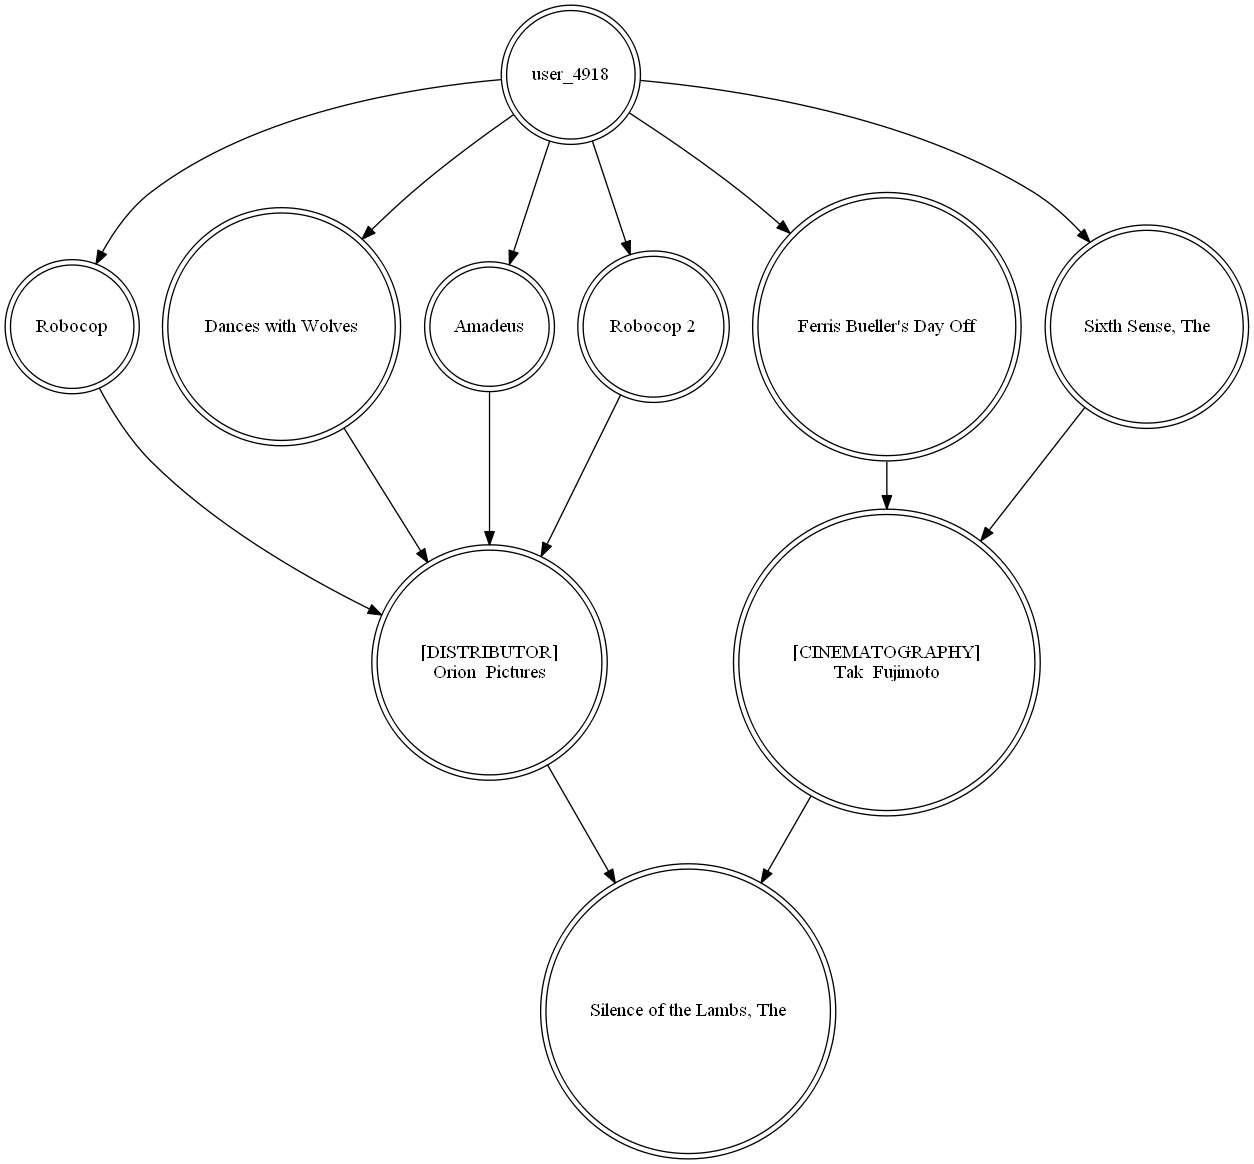 user_4918
Robocop
Dances with Wolves
Amadeus
Robocop 2
Ferris Bueller's Day Off
Sixth Sense, The
[DISTRIBUTOR]
Orion  Pictures
[CINEMATOGRAPHY]
Tak  Fujimoto
Silence of the Lambs, The